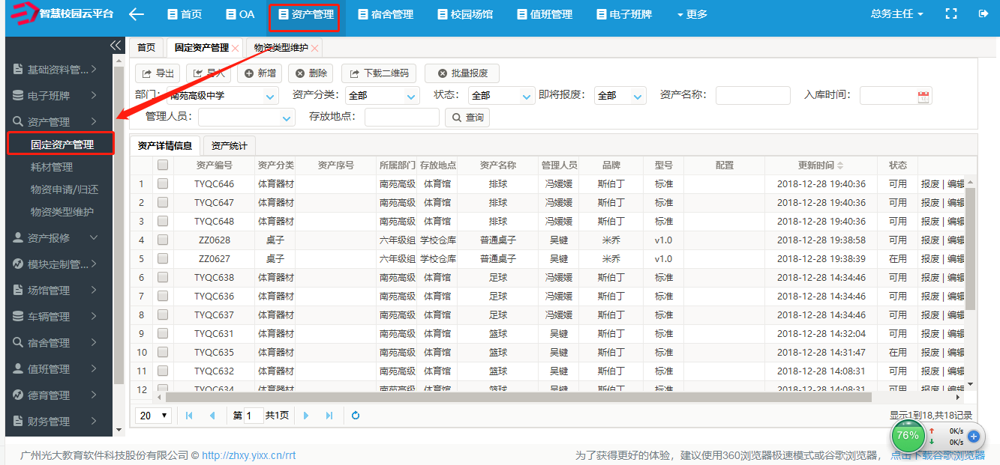 智慧校园云平台 首页 OA 资产管理 宿舍管理 校园场馆 值班管理 电子班牌 更多 总务主任
首页 固定资产管理 物资类型维护
基础资料管...
电子班牌
资产管理
固定资产管理
耗材管理
物资申请/归还
物资类型维护
资产报修
模块定制管...
场馆管理
车辆管理
宿舍管理
值班管理
德育管理
财务管理
导出 导入 新增 删除 下载二维码 批量报废
部门: 南苑高级中学 资产分类: 全部 状态: 全部 即将报废: 全部 资产名称: 入库时间:
管理人员: 存放地点: 查询
资产详情信息 资产统计
资产编号 资产分类 资产序号 所属部门 存放地点 资产名称 管理人员 品牌 型号 配置 更新时间 状态
1 TYQC646 体育器材 南苑高级 体育馆 排球 冯媛媛 斯伯丁 标准 2018-12-28 19:40:36 可用 报废 | 编辑
2 TYQC647 体育器材 南苑高级 体育馆 排球 冯媛媛 斯伯丁 标准 2018-12-28 19:40:36 可用 报废 | 编辑
3 TYQC648 体育器材 南苑高级 体育馆 排球 冯媛媛 斯伯丁 标准 2018-12-28 19:40:36 可用 报废 | 编辑
4 ZZ0628 桌子 六年级组 学校仓库 普通桌子 吴键 米乔 v1.0 2018-12-28 19:38:58 可用 报废 | 编辑
5 ZZ0627 桌子 六年级组 学校仓库 普通桌子 吴键 米乔 v1.0 2018-12-28 19:38:39 在用 报废 | 编辑
6 TYQC638 体育器材 南苑高级 体育馆 足球 冯媛媛 斯伯丁 标准 2018-12-28 14:34:46 可用 报废 | 编辑
7 TYQC636 体育器材 南苑高级 体育馆 足球 冯媛媛 斯伯丁 标准 2018-12-28 14:34:46 可用 报废 | 编辑
8 TYQC637 体育器材 南苑高级 体育馆 足球 冯媛媛 斯伯丁 标准 2018-12-28 14:34:46 可用 报废 | 编辑
9 TYQC631 体育器材 南苑高级 体育馆 篮球 吴键 斯伯丁 标准 2018-12-28 14:32:04 可用 报废 | 编辑
10 TYQC635 体育器材 南苑高级 体育馆 篮球 吴键 斯伯丁 标准 2018-12-28 14:31:47 在用 报废 | 编辑
11 TYQC632 体育器材 南苑高级 体育馆 篮球 吴键 斯伯丁 标准 2018-12-28 14:08:31 可用 报废 | 编辑
12 TYQC634 体育器材 南苑高级 体育馆 篮球 吴键 斯伯丁 标准 2018-12-28 14:08:31 可用 报废 | 编辑
20 第 1 共1页 显示1到18,共18记录
76% 0K/s
0K/s
广州光大教育软件科技股份有限公司 © http://zhxy.yixx.cn/rrt 为了获得更好的体验，建议使用360浏览器极速模式或谷歌浏览器， 点击下载谷歌浏览器